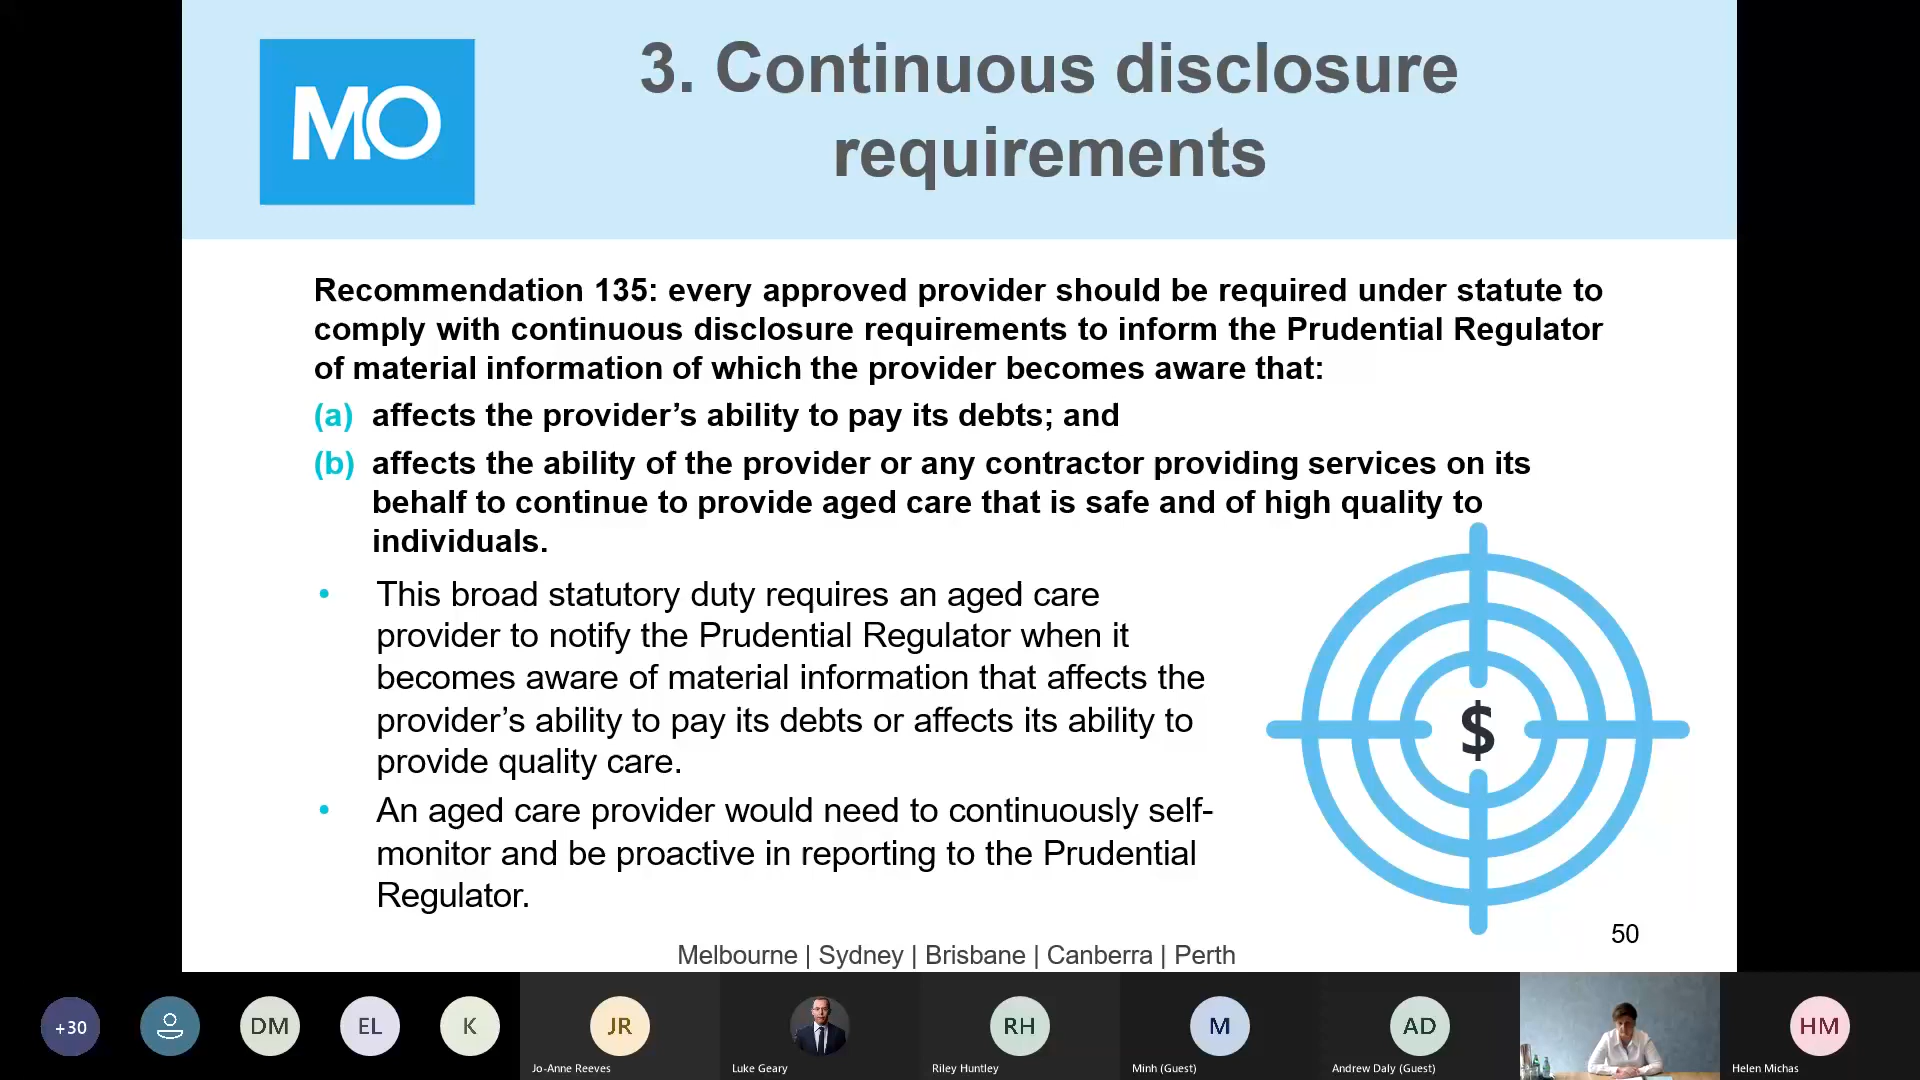 MO
3. Continuous disclosure
requirements
Recommendation 135: every approved provider should be required under statute to
comply with continuous disclosure requirements to inform the Prudential Regulator
of material information of which the provider becomes aware that:
(a) affects the provider’s ability to pay its debts; and
(b) affects the ability of the provider or any contractor providing services on its
behalf to continue to provide aged care that is safe and of high quality to
individuals.
• This broad statutory duty requires an aged care
provider to notify the Prudential Regulator when it
becomes aware of material information that affects the
provider’s ability to pay its debts or affects its ability to
provide quality care.
• An aged care provider would need to continuously self-
monitor and be proactive in reporting to the Prudential
Regulator.
$
50
Melbourne | Sydney | Brisbane | Canberra | Perth
+30 DM EL K JR RH M AD HM
Jo-Anne Reeves Luke Geary Riley Huntley Minh (Guest) Andrew Daly (Guest) Helen Michas